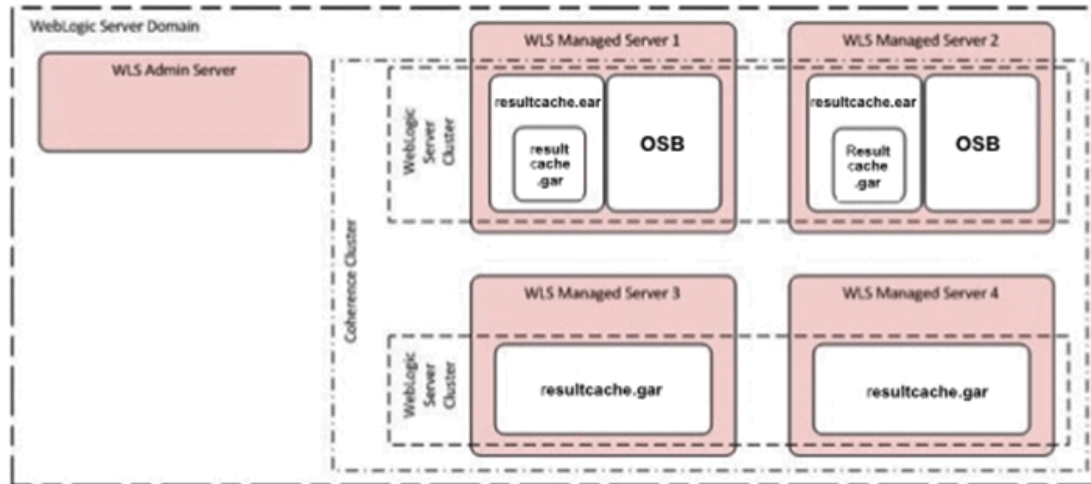 WebLogic Server Domain
WLS Admin Server
WLS Managed Server 1
WLS Managed Server 2
Coherence Cluster
WebLogic
Server
Cluster
resultcache.ear
result
cache
.gar
OSB
resultcache.ear
Result
cache
.gar
OSB
WLS Managed Server 3
WLS Managed Server 4
WebLogic
Server
Cluster
resultcache.gar
resultcache.gar